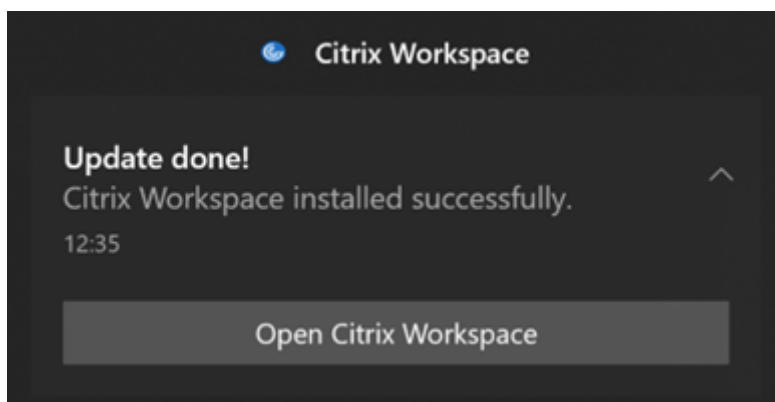 Citrix Workspace
Update done!
Citrix Workspace installed successfully.
12:35
Open Citrix Workspace